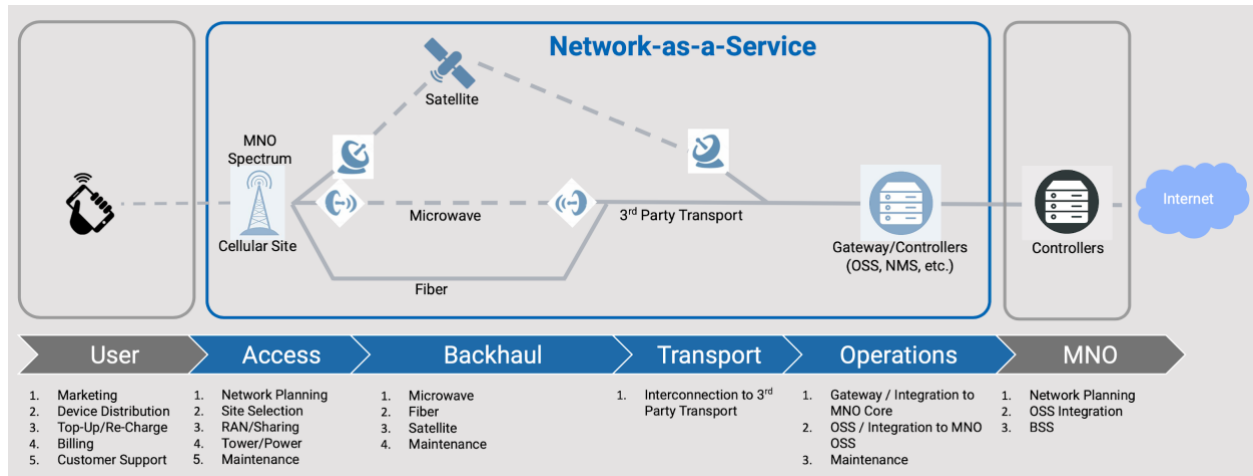 Network-as-a-Service
Satellite
MNO
Spectrum
Cellular Site
Microwave
3rd Party Transport
Fiber
Gateway/Controllers
(OSS, NMS, etc.)
Controllers
Internet
User
Access
Backhaul
Transport
Operations
MNO
1. Marketing
2. Device Distribution
3. Top-Up/Re-Charge
4. Billing
5. Customer Support
1. Network Planning
2. Site Selection
3. RAN/Sharing
4. Tower/Power
5. Maintenance
1. Microwave
2. Fiber
3. Satellite
4. Maintenance
1. Interconnection to 3rd
Party Transport
1. Gateway / Integration to
MNO Core
2. OSS / Integration to MNO
OSS
3. Maintenance
1. Network Planning
2. OSS Integration
3. BSS